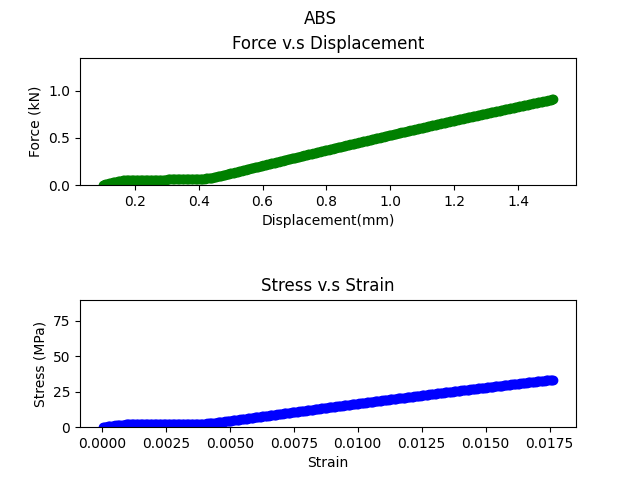 ABS
Force v.s Displacement
1.0
0.5
0.0
Force (kN)
0.2 0.4 0.6 0.8 1.0 1.2 1.4
Displacement(mm)
Stress v.s Strain
75
50
25
0
Stress (MPa)
0.0000 0.0025 0.0050 0.0075 0.0100 0.0125 0.0150 0.0175
Strain